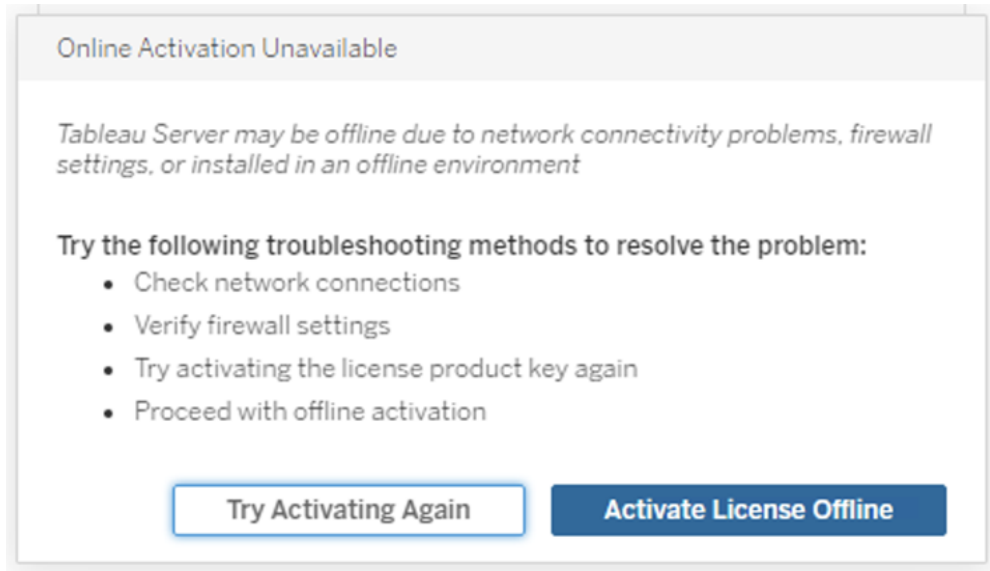 Online Activation Unavailable
Tableau Server may be offline due to network connectivity problems, firewall
settings, or installed in an offline environment
Try the following troubleshooting methods to resolve the problem:
• Check network connections
• Verify firewall settings
• Try activating the license product key again
• Proceed with offline activation
Try Activating Again
Activate License Offline